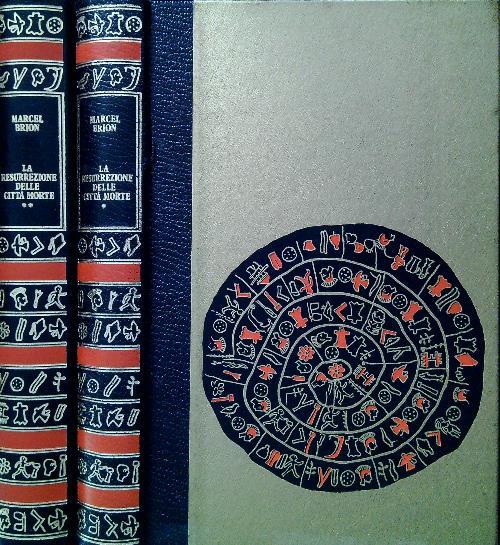 MARCEL
BRION
LA
RESURREZIONE
DELLE
CITTÀ MORTE
**
MARCEL
BRION
LA
RESURREZIONE
DELLE
CITTÀ MORTE
*